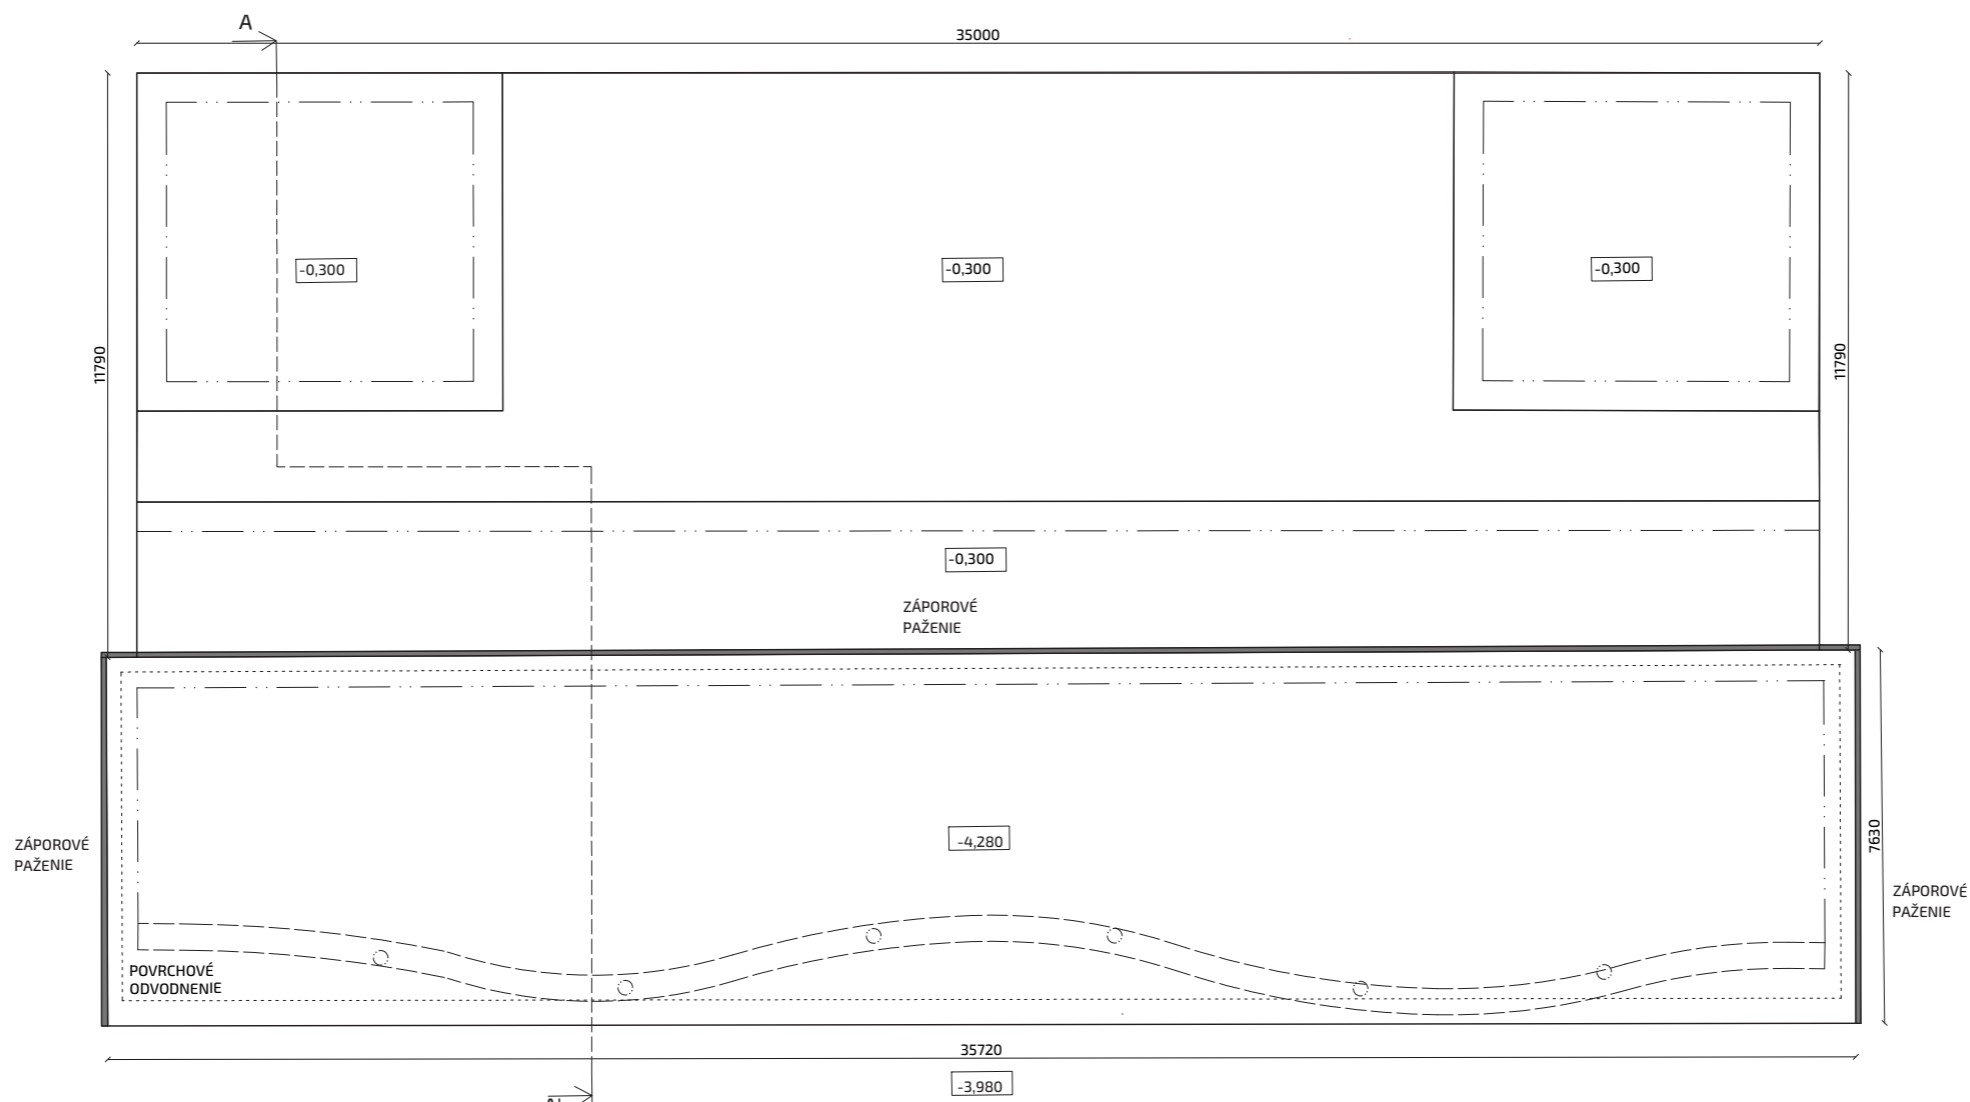 A
35000
-0,300
-0,300
-0,300
11790
11790
-0,300
ZÁPOROVÉ
PAŽENIE
-4,280
7630
ZÁPOROVÉ
PAŽENIE
ZÁPOROVÉ
PAŽENIE
POVRCHOVÉ
ODVODNENIE
35720
-3,980